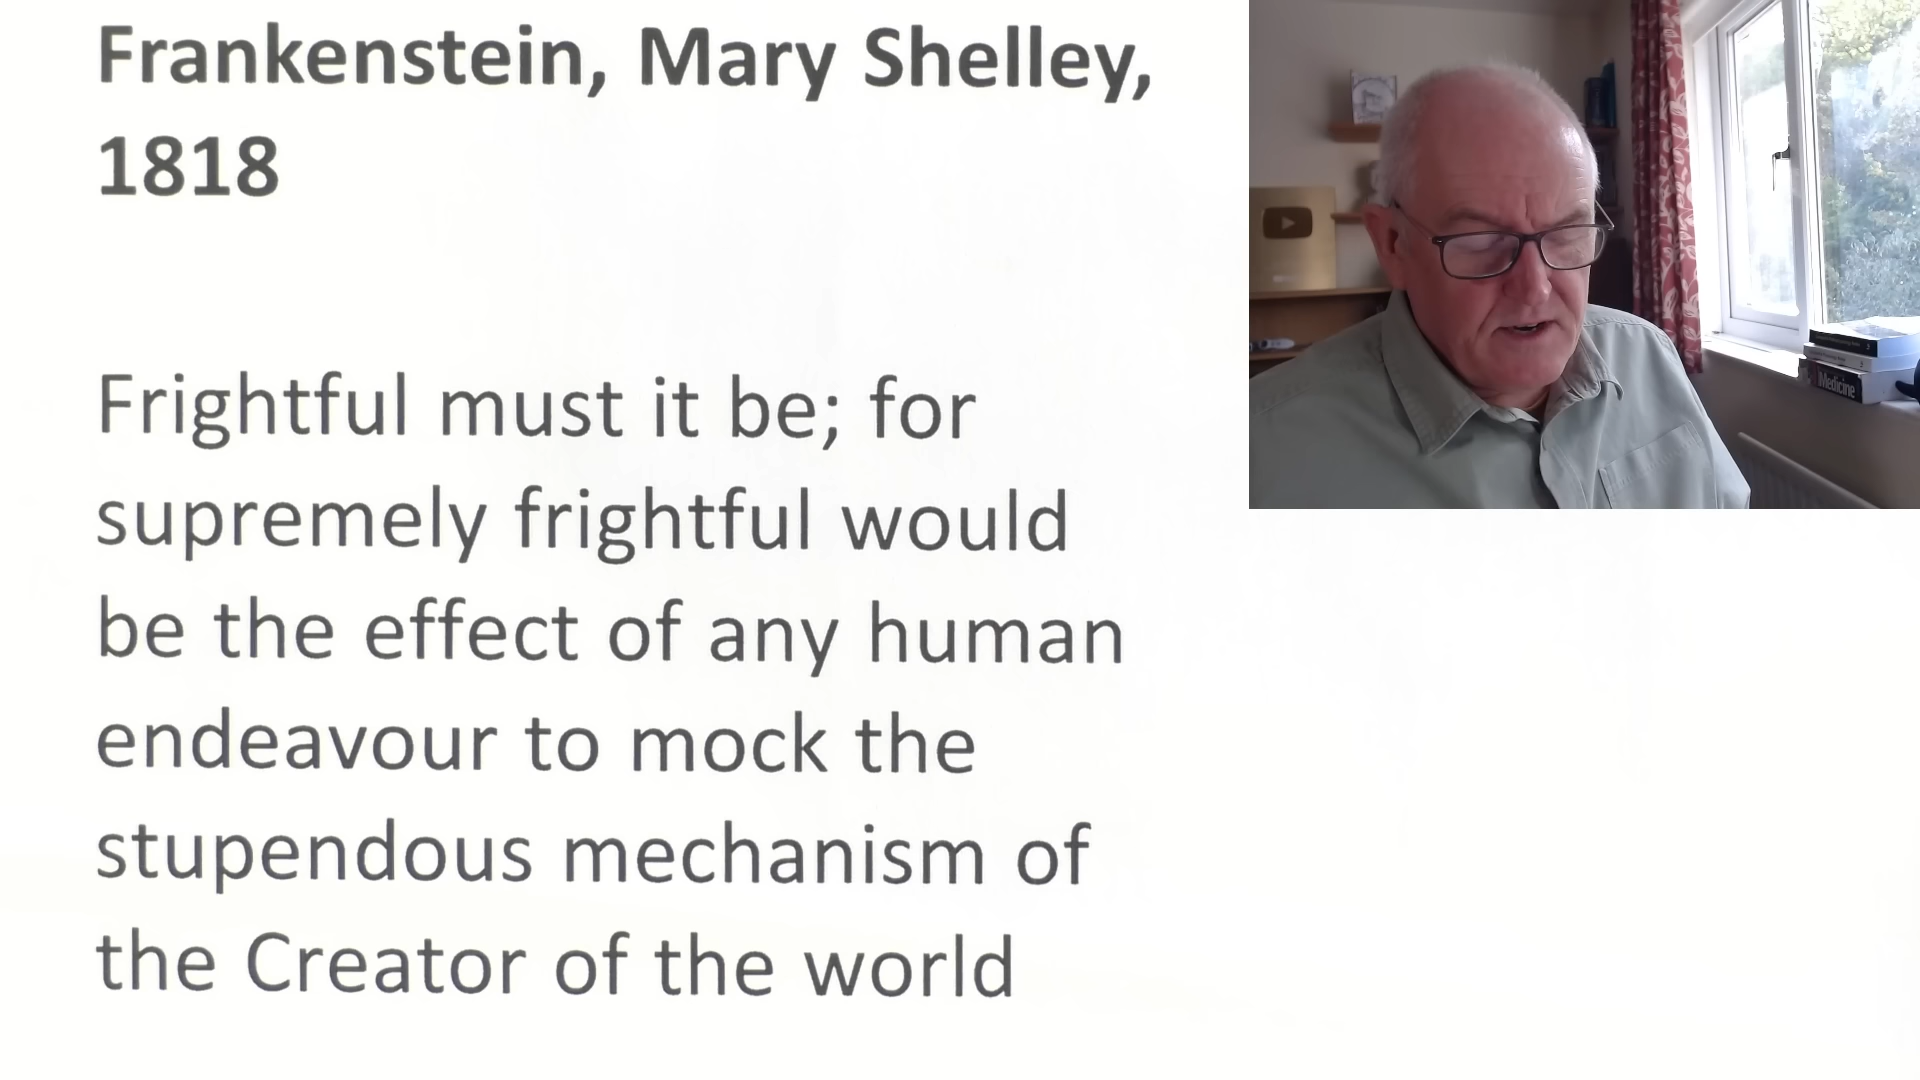 Frankenstein, Mary Shelley,
1818
Frightful must it be; for
supremely frightful would
be the effect of any human
endeavour to mock the
stupendous mechanism of
the Creator of the world
Medicine